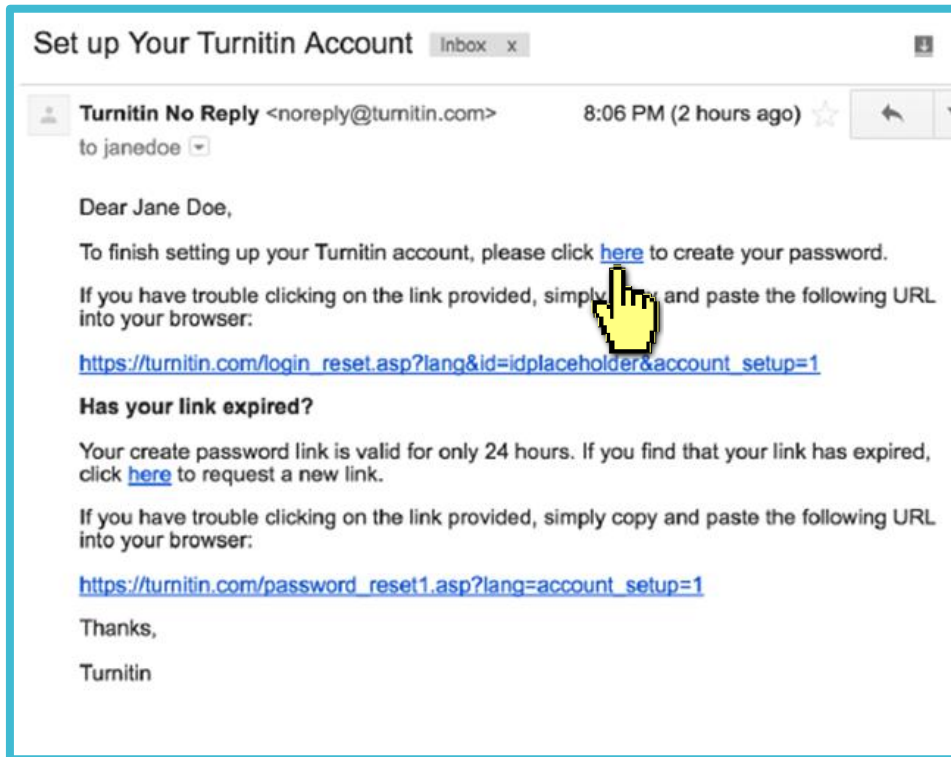 Set up Your Turnitin Account Inbox x
Turnitin No Reply <noreply@turnitin.com> 8:06 PM (2 hours ago)
to janedoe
Dear Jane Doe,
To finish setting up your Turnitin account, please click here to create your password.
If you have trouble clicking on the link provided, simply and paste the following URL
into your browser:
https://turnitin.com/login_reset.asp?lang&id=idplaceholder&account_setup=1
Has your link expired?
Your create password link is valid for only 24 hours. If you find that your link has expired,
click here to request a new link.
If you have trouble clicking on the link provided, simply copy and paste the following URL
into your browser:
https://turnitin.com/password_reset1.asp?lang=account_setup=1
Thanks,
Turnitin